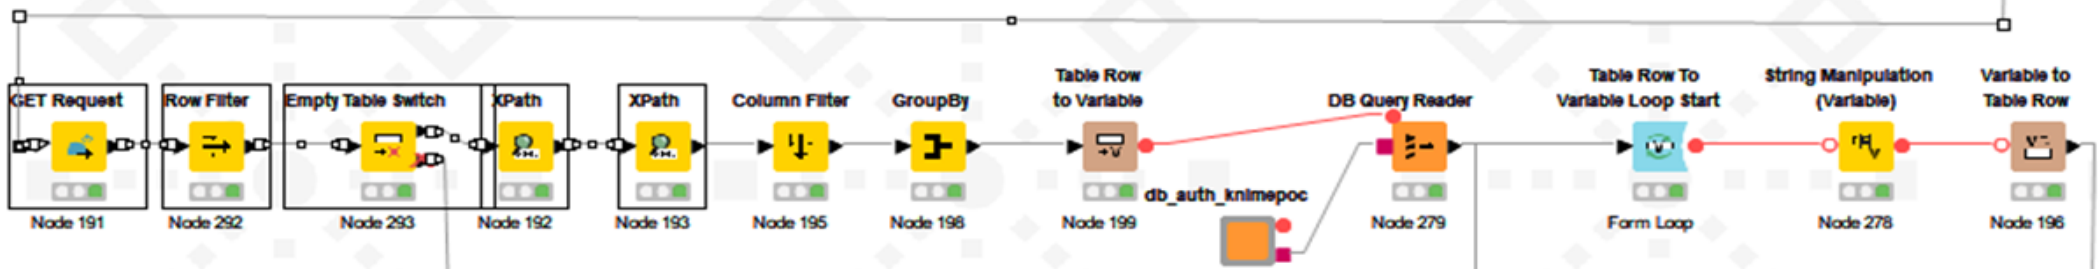 Table Row
to Variable
Table Row To
Variable Loop Start
String Manipulation
(Variable)
Variable to
Table Row
GET Request
Row Filter
Empty Table Switch
XPath
XPath
Column Filter
GroupBy
DB Query Reader
db_auth_knimepoc
Node 191
Node 292
Node 293
Node 192
Node 193
Node 195
Node 198
Node 199
Node 279
Farm Loop
Node 278
Node 196